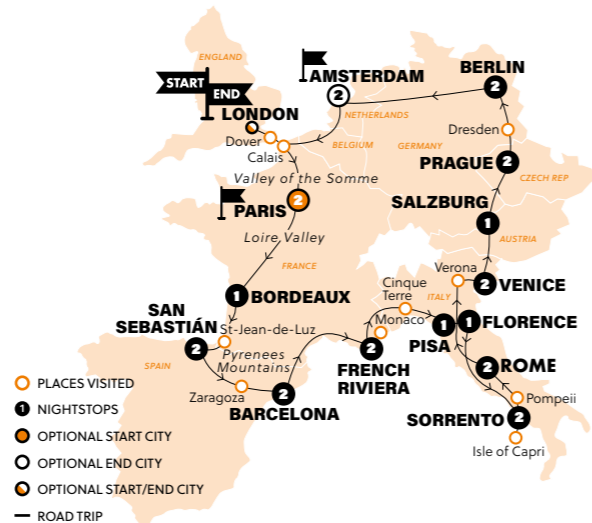 ENGLAND
START
END
LONDON
Dover
Calais
AMSTERDAM
2
NETHERLANDS
BELGIUM
GERMANY
BERLIN
2
Dresden
PRAGUE
2
CZECH REP
Valley of the Somme
PARIS
2
Loire Valley
FRANCE
SALZBURG
1
AUSTRIA
Verona
VENICE
2
1
BORDEAUX
Cinque
Terre
ITALY
Monaco
1
PISA
1
FLORENCE
SAN
SEBASTIÁN
2
St-Jean-de-Luz
Pyrenees
Mountains
SPAIN
Zaragoza
BARCELONA
2
2
FRENCH
RIVIERA
2
ROME
Pompeii
SORRENTO
2
Isle of Capri
PLACES VISITED
1 NIGHTSTOPS
OPTIONAL START CITY
OPTIONAL END CITY
OPTIONAL START/END CITY
ROAD TRIP